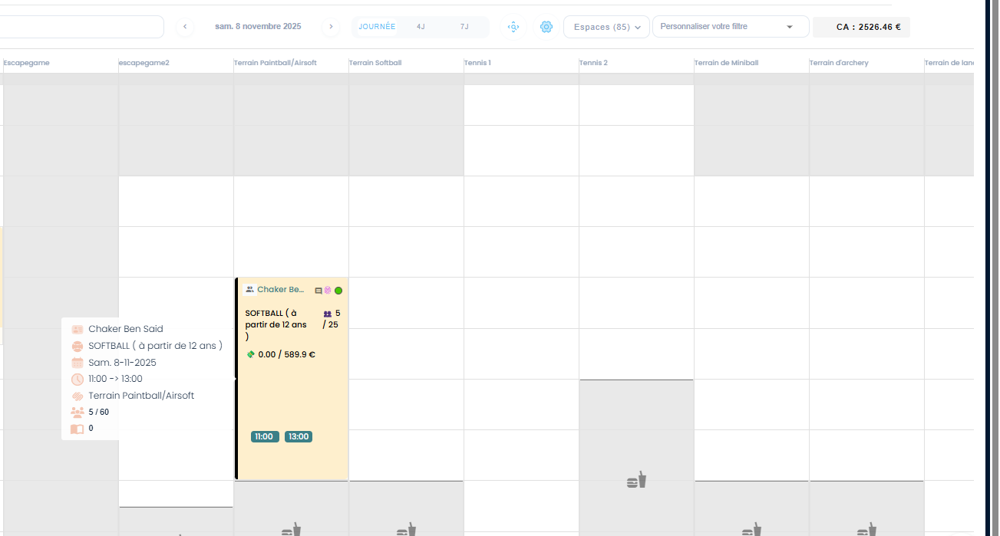 sam. 8 novembre 2025
JOURNÉE 4J 7J
Espaces (85)
Personnaliser votre filtre
CA : 2526.46 €
Escapegame
escapegame2
Terrain Paintball/Airsoft
Terrain Softball
Tennis 1
Tennis 2
Terrain de Miniball
Terrain d'archery
Terrain de
Chaker Be...
SOFTBALL ( à
partir de 12 ans
)
5
/ 25
0.00 / 589.9 €
11:00 13:00
Chaker Ben Said
SOFTBALL ( à partir de 12 ans )
Sam. 8-11-2025
11:00 -> 13:00
Terrain Paintball/Airsoft
5 / 60
0